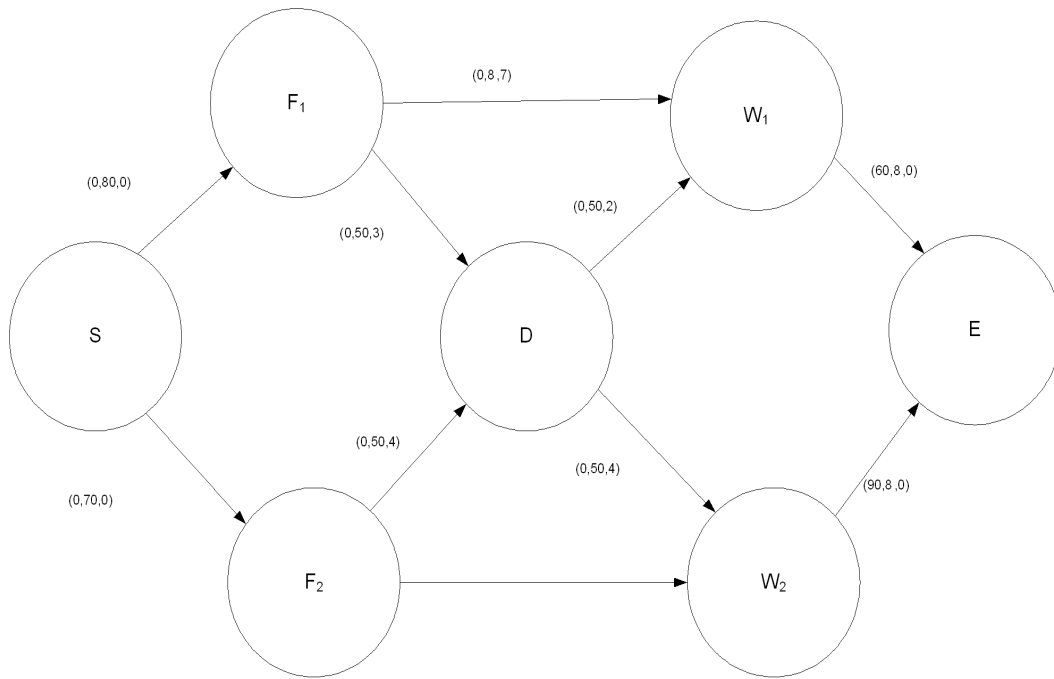 F₁
(0,8,7)
W₁
(0,80,0)
(60,8,0)
(0,50,2)
(0,50,3)
S
D
E
(0,50,4)
(0,50,4)
(0,70,0)
(90,8,0)
F₂
W₂